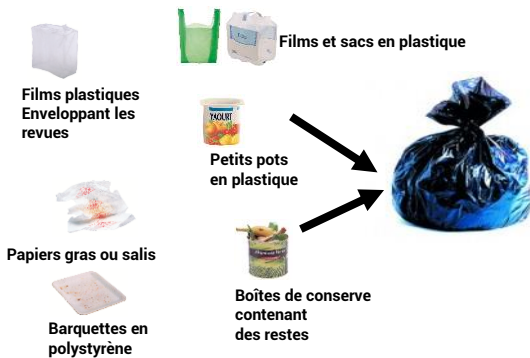 Films et sacs en plastique
Films plastiques
Enveloppant les
revues
YAOURT
Petits pots
en plastique
Papiers gras ou salis
Boîtes de conserve
contenant
des restes
Barquettes en
polystyrène